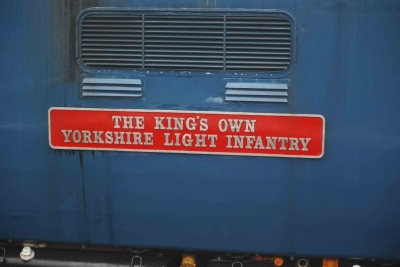 THE KING'S OWN
YORKSHIRE LIGHT INFANTRY